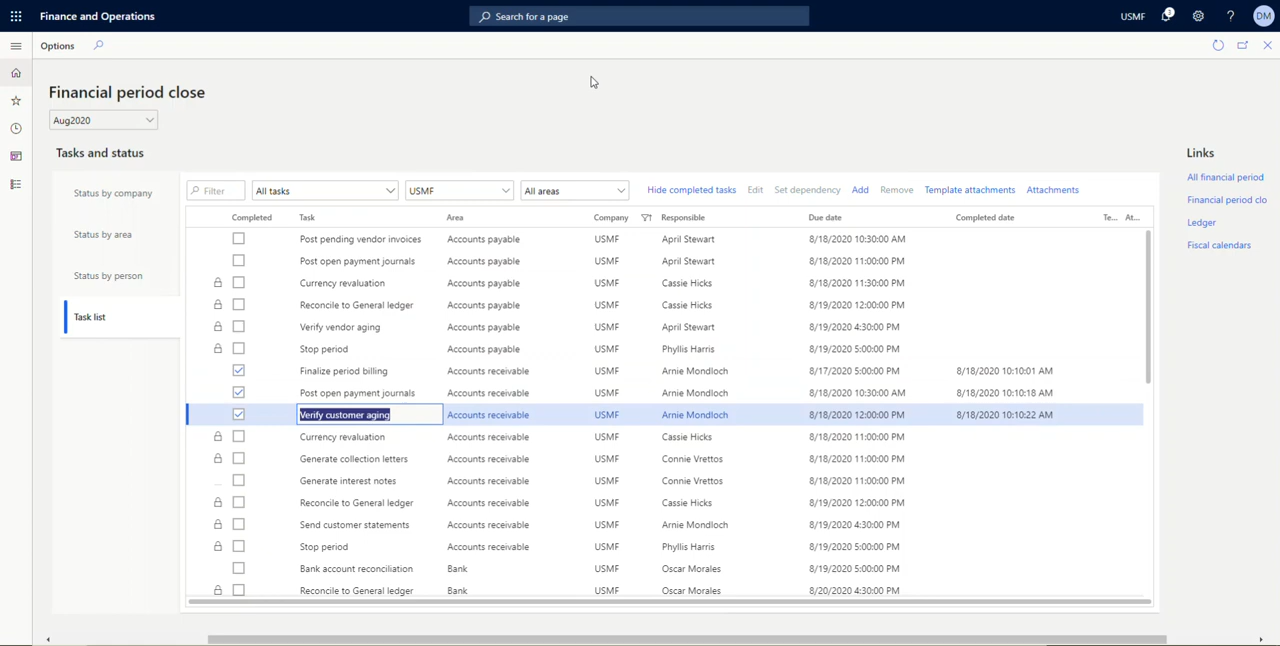 Finance and Operations
Search for a page
USMF
3
?
DM
Options
Financial period close
Aug2020
Tasks and status
Status by company
Status by area
Status by person
Task list
Filter
All tasks
USMF
All areas
Hide completed tasks Edit Set dependency Add Remove Template attachments Attachments
Completed Task Area Company Responsible Due date Completed date Te... At...
Post pending vendor invoices Accounts payable USMF April Stewart 8/18/2020 10:30:00 AM
Post open payment journals Accounts payable USMF April Stewart 8/18/2020 11:00:00 PM
Currency revaluation Accounts payable USMF Cassie Hicks 8/18/2020 11:30:00 PM
Reconcile to General ledger Accounts payable USMF Cassie Hicks 8/19/2020 12:00:00 PM
Verify vendor aging Accounts payable USMF April Stewart 8/19/2020 4:30:00 PM
Stop period Accounts payable USMF Phyllis Harris 8/19/2020 5:00:00 PM
Finalize period billing Accounts receivable USMF Arnie Mondloch 8/17/2020 5:00:00 PM 8/18/2020 10:10:01 AM
Post open payment journals Accounts receivable USMF Arnie Mondloch 8/18/2020 10:30:00 AM 8/18/2020 10:10:18 AM
Verify customer aging Accounts receivable USMF Arnie Mondloch 8/18/2020 12:00:00 PM 8/18/2020 10:10:22 AM
Currency revaluation Accounts receivable USMF Cassie Hicks 8/18/2020 11:00:00 PM
Generate collection letters Accounts receivable USMF Connie Vrettos 8/18/2020 11:00:00 PM
... Generate interest notes Accounts receivable USMF Connie Vrettos 8/18/2020 11:00:00 PM
Reconcile to General ledger Accounts receivable USMF Cassie Hicks 8/19/2020 12:00:00 PM
Send customer statements Accounts receivable USMF Arnie Mondloch 8/19/2020 4:30:00 PM
Stop period Accounts receivable USMF Phyllis Harris 8/19/2020 5:00:00 PM
Bank account reconciliation Bank USMF Oscar Morales 8/19/2020 5:00:00 PM
Reconcile to General ledger Bank USMF Oscar Morales 8/20/2020 4:30:00 PM
Links
All financial period
Financial period clo
Ledger
Fiscal calendars